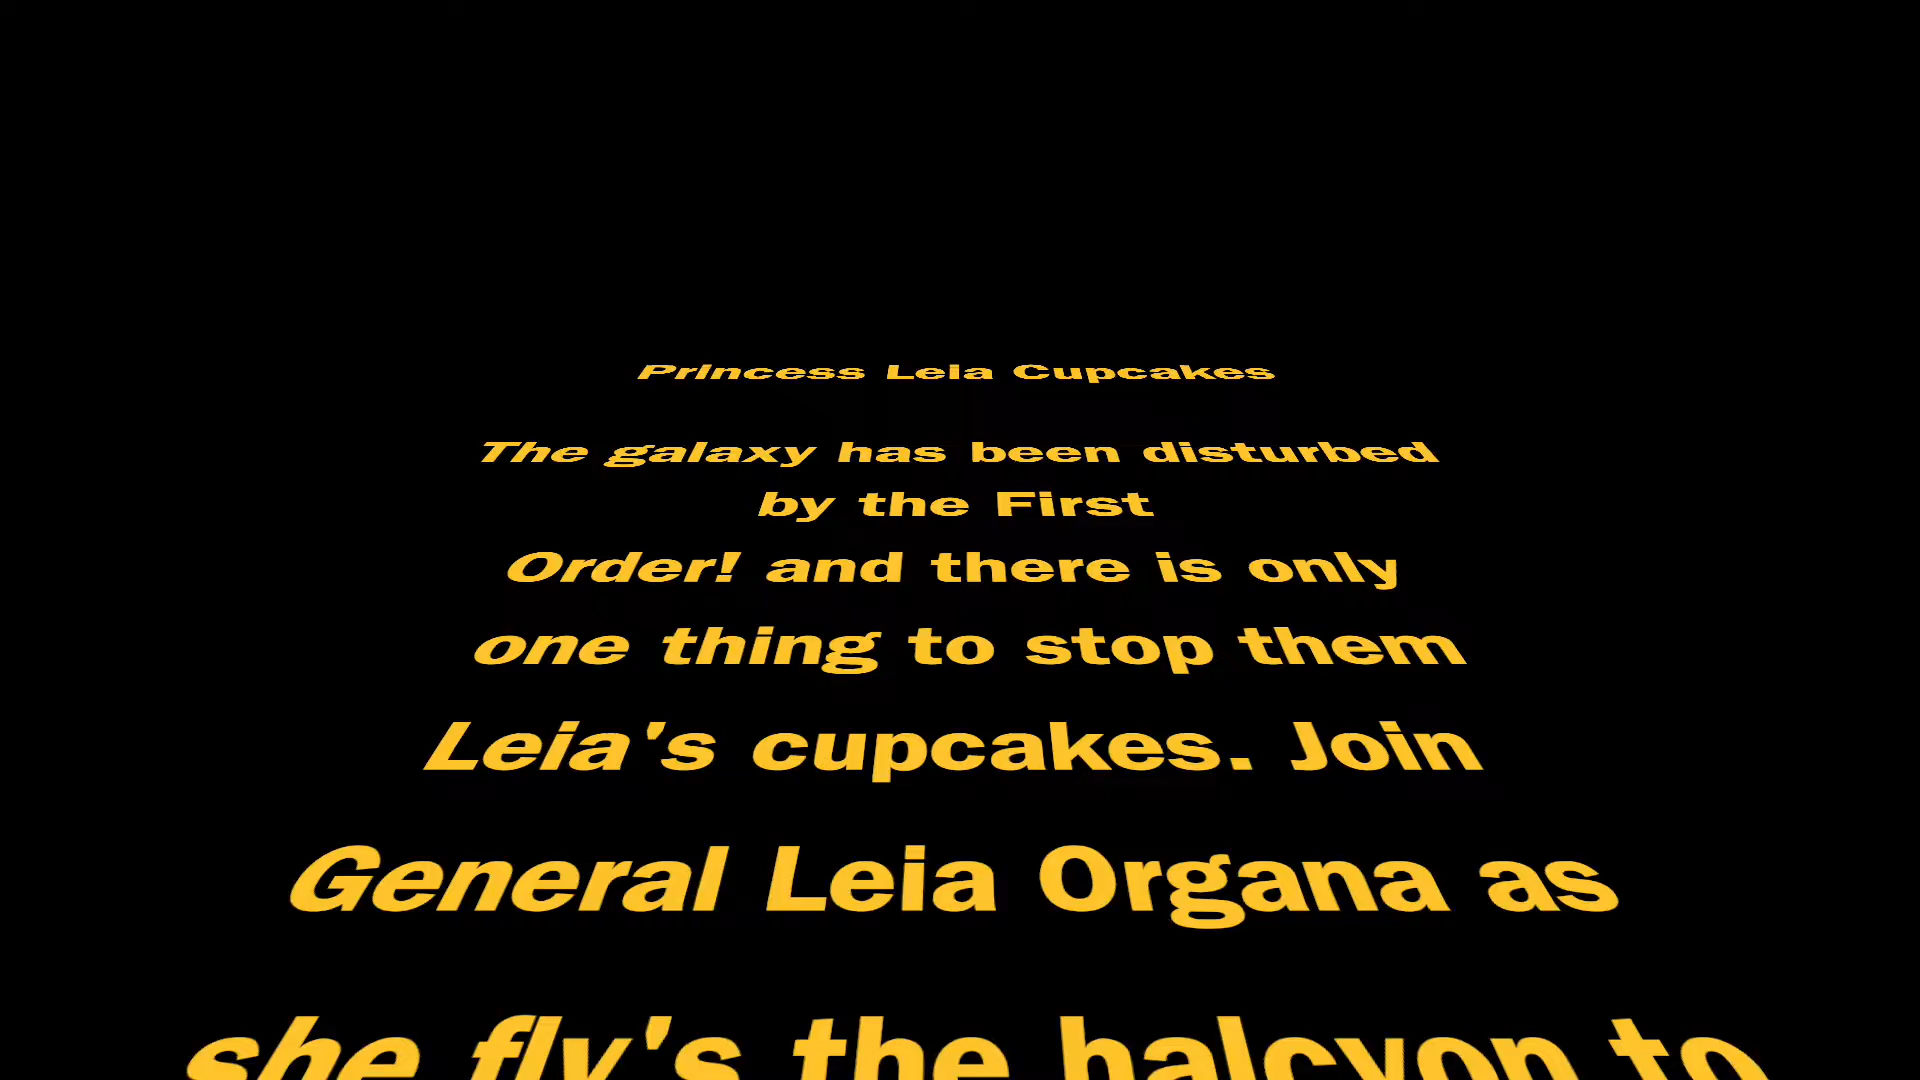 Princess Leia Cupcakes
The galaxy has been disturbed
by the First
Order! and there is only
one thing to stop them
Leia's cupcakes. Join
General Leia Organa as
she fly's the halcyon to